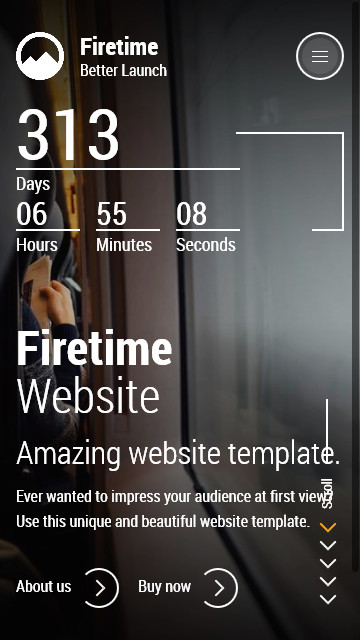 Firetime
Better Launch
313
Days
06 55 08
Hours Minutes Seconds
Firetime
Website
Amazing website template.
Ever wanted to impress your audience at first view?
Use this unique and beautiful website template.
Scroll
About us
Buy now